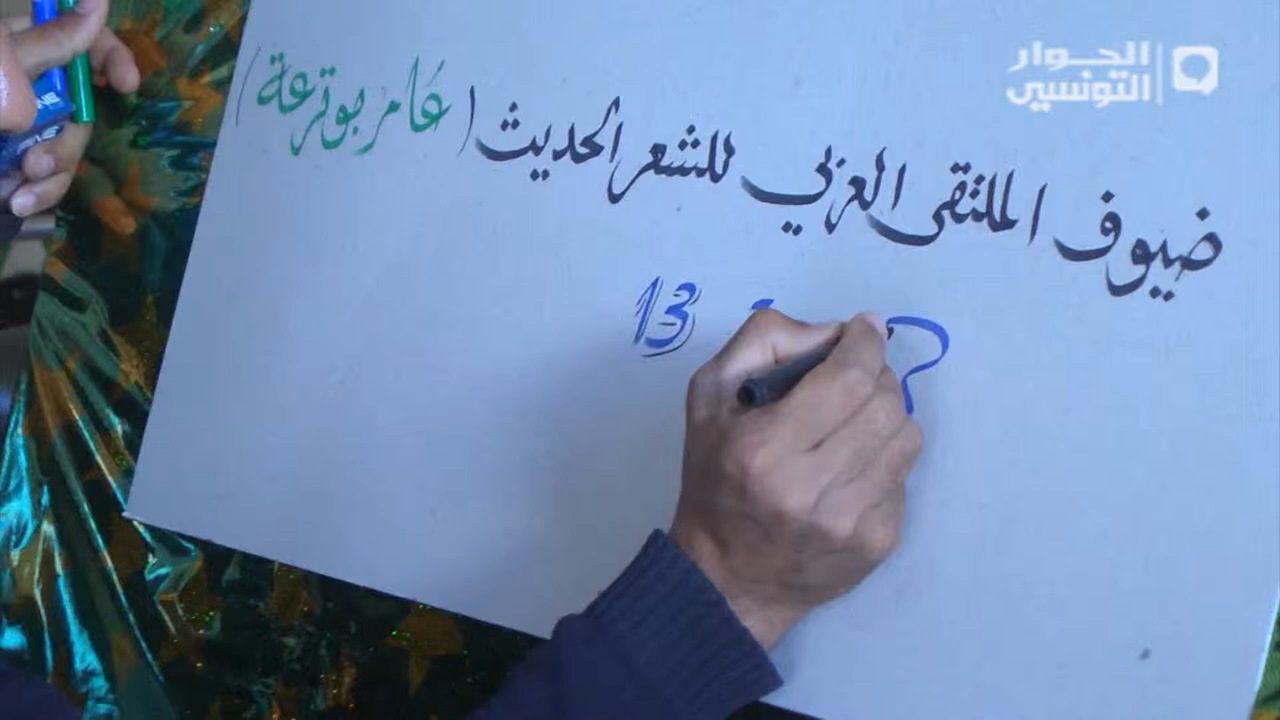 الحوار
التونسي
ضيوف الملتقى العربي للشعر الحديث (عامر بوترعة)
13